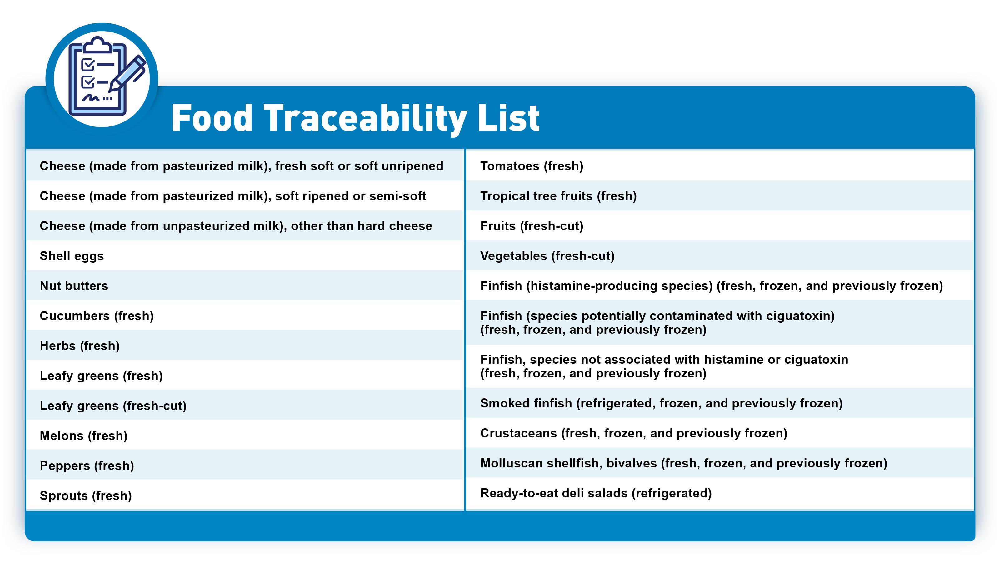 Food Traceability List
Cheese (made from pasteurized milk), fresh soft or soft unripened
Cheese (made from pasteurized milk), soft ripened or semi-soft
Cheese (made from unpasteurized milk), other than hard cheese
Shell eggs
Nut butters
Cucumbers (fresh)
Herbs (fresh)
Leafy greens (fresh)
Leafy greens (fresh-cut)
Melons (fresh)
Peppers (fresh)
Sprouts (fresh)
Tomatoes (fresh)
Tropical tree fruits (fresh)
Fruits (fresh-cut)
Vegetables (fresh-cut)
Finfish (histamine-producing species) (fresh, frozen, and previously frozen)
Finfish (species potentially contaminated with ciguatoxin)
(fresh, frozen, and previously frozen)
Finfish, species not associated with histamine or ciguatoxin
(fresh, frozen, and previously frozen)
Smoked finfish (refrigerated, frozen, and previously frozen)
Crustaceans (fresh, frozen, and previously frozen)
Molluscan shellfish, bivalves (fresh, frozen, and previously frozen)
Ready-to-eat deli salads (refrigerated)